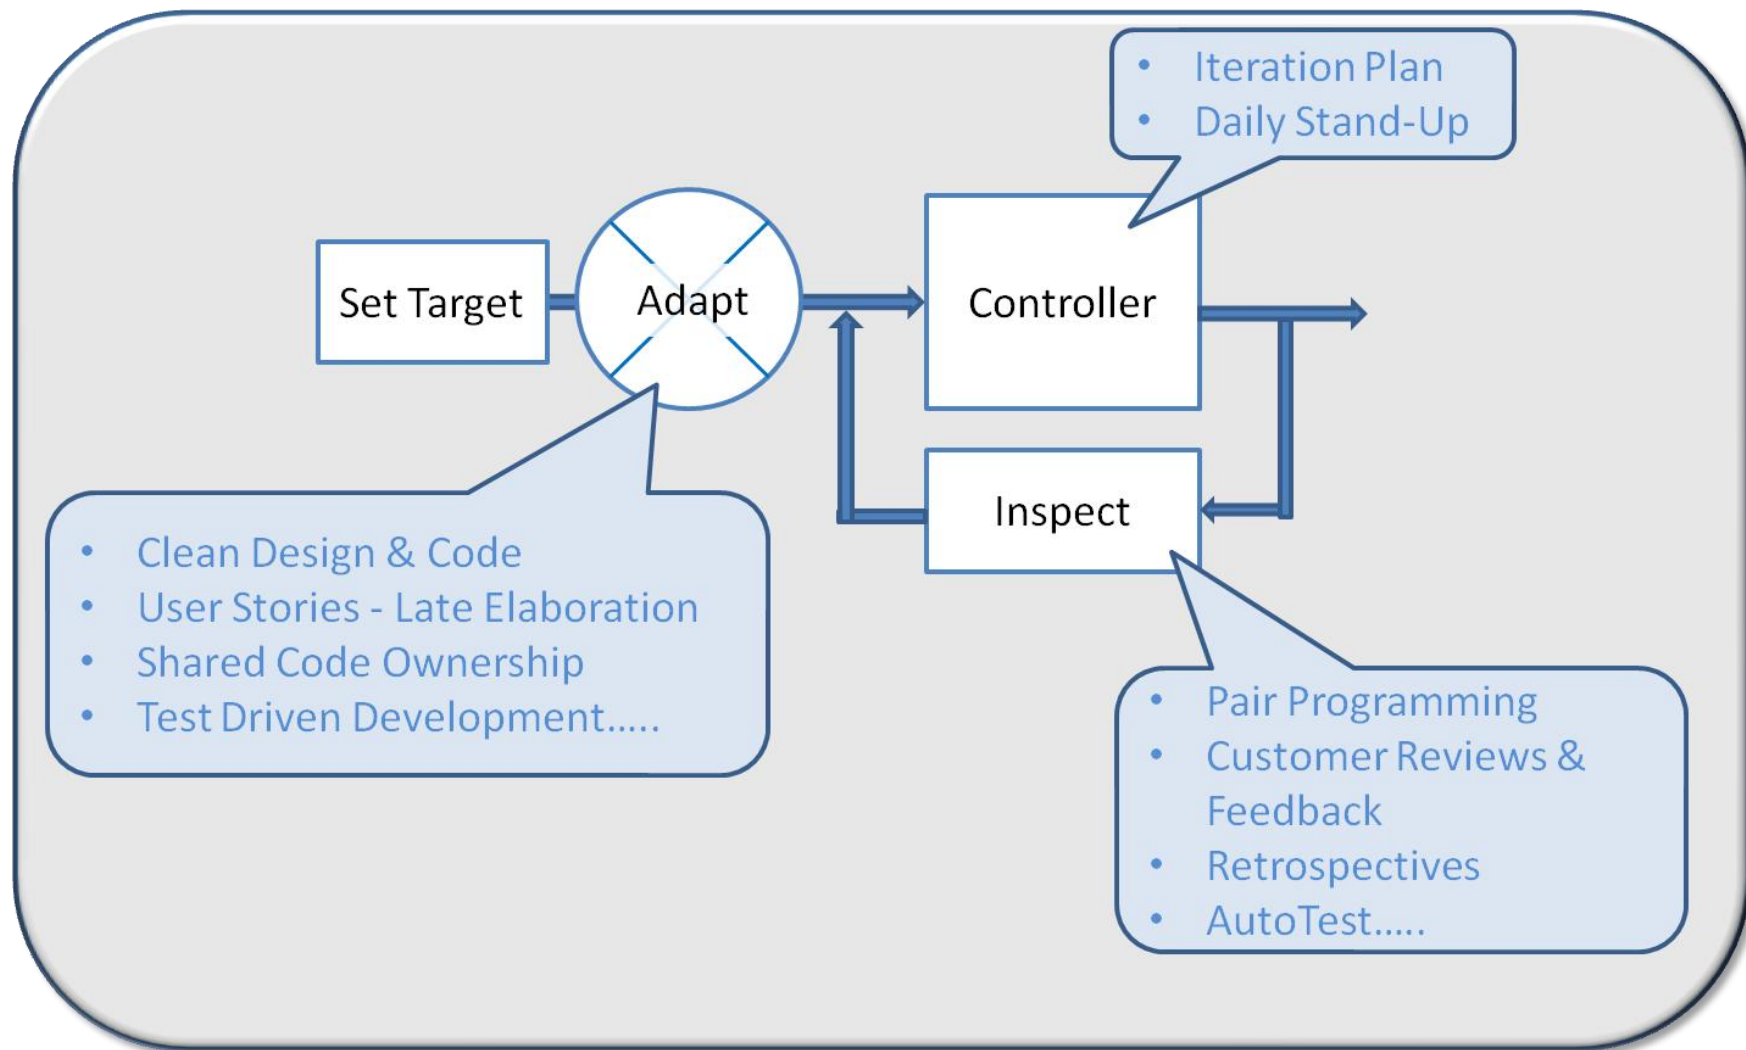 • Iteration Plan
• Daily Stand-Up
Set Target
Adapt
Controller
Inspect
• Clean Design & Code
• User Stories - Late Elaboration
• Shared Code Ownership
• Test Driven Development.....
• Pair Programming
• Customer Reviews &
Feedback
• Retrospectives
• AutoTest.....